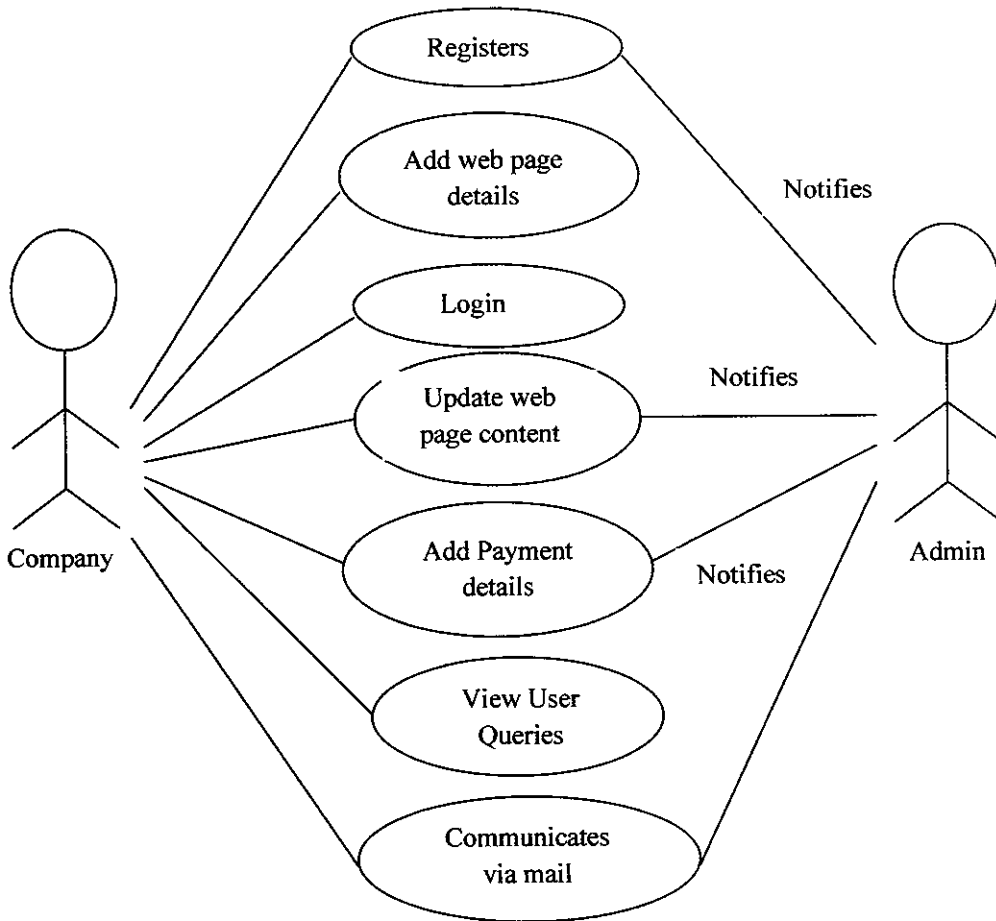 Registers
Add web page
details
Notifies
Login
Notifies
Update web
page content
Company
Add Payment
details
Notifies
Admin
View User
Queries
Communicates
via mail